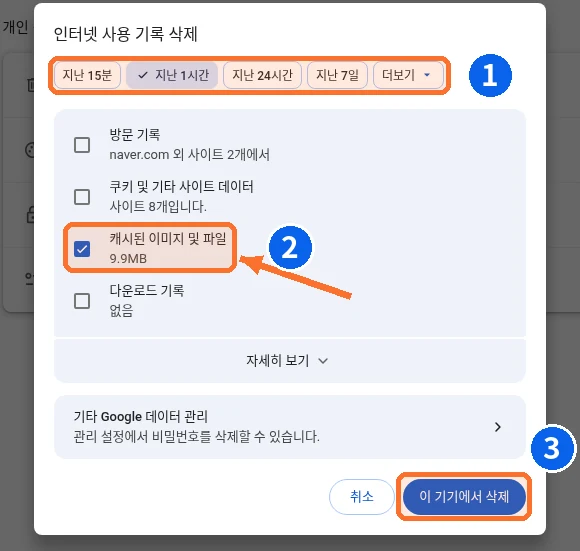 개인
인터넷 사용 기록 삭제
지난 15분 지난 1시간 지난 24시간 지난 7일 더보기
1
방문 기록
naver.com 외 사이트 2개에서
쿠키 및 기타 사이트 데이터
사이트 8개입니다.
캐시된 이미지 및 파일
9.9MB
2
다운로드 기록
없음
자세히 보기
기타 Google 데이터 관리
관리 설정에서 비밀번호를 삭제할 수 있습니다.
3
취소 이 기기에서 삭제